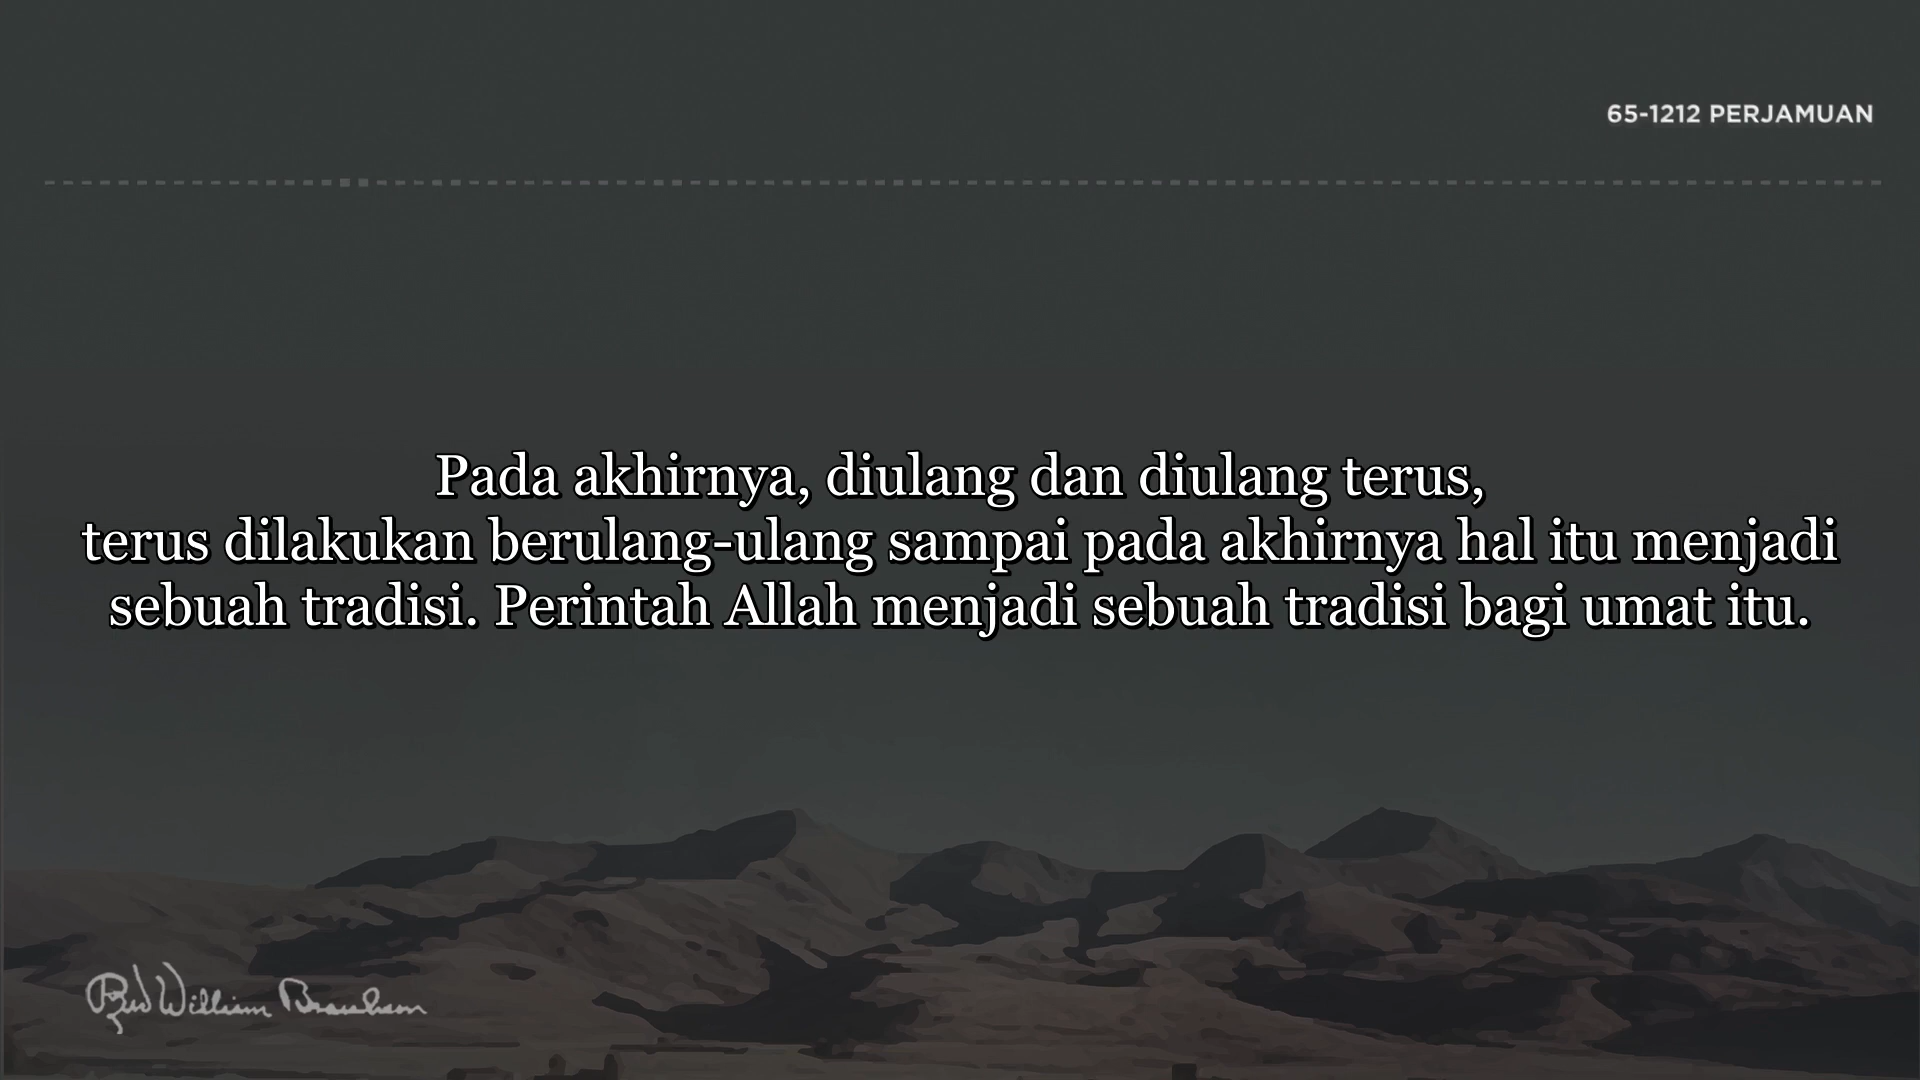 65-1212 PERJAMUAN
Pada akhirnya, diulang dan diulang terus,
terus dilakukan berulang-ulang sampai pada akhirnya hal itu menjadi
sebuah tradisi. Perintah Allah menjadi sebuah tradisi bagi umat itu.
Rev William Branham